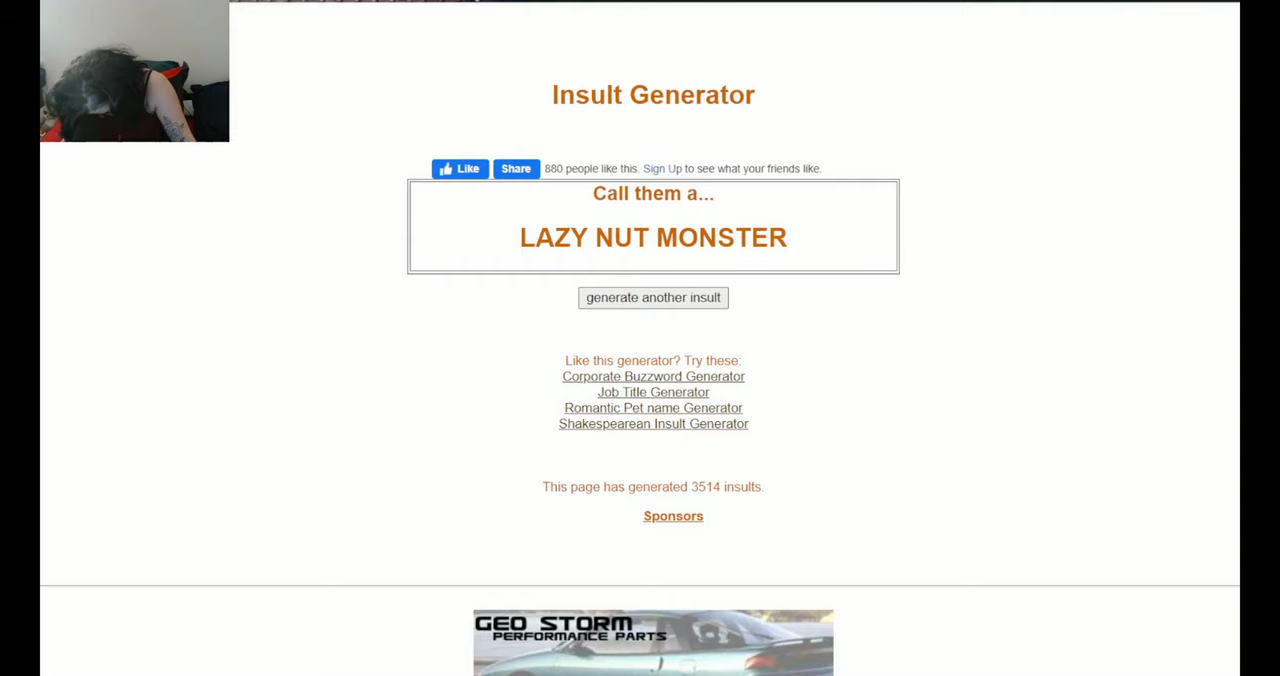 Insult Generator
Like Share 880 people like this. Sign Up to see what your friends like.
Call them a...
LAZY NUT MONSTER
generate another insult
Like this generator? Try these:
Corporate Buzzword Generator
Job Title Generator
Romantic Pet name Generator
Shakespearean Insult Generator
This page has generated 3514 insults.
Sponsors
GEO STORM
PERFORMANCE PARTS